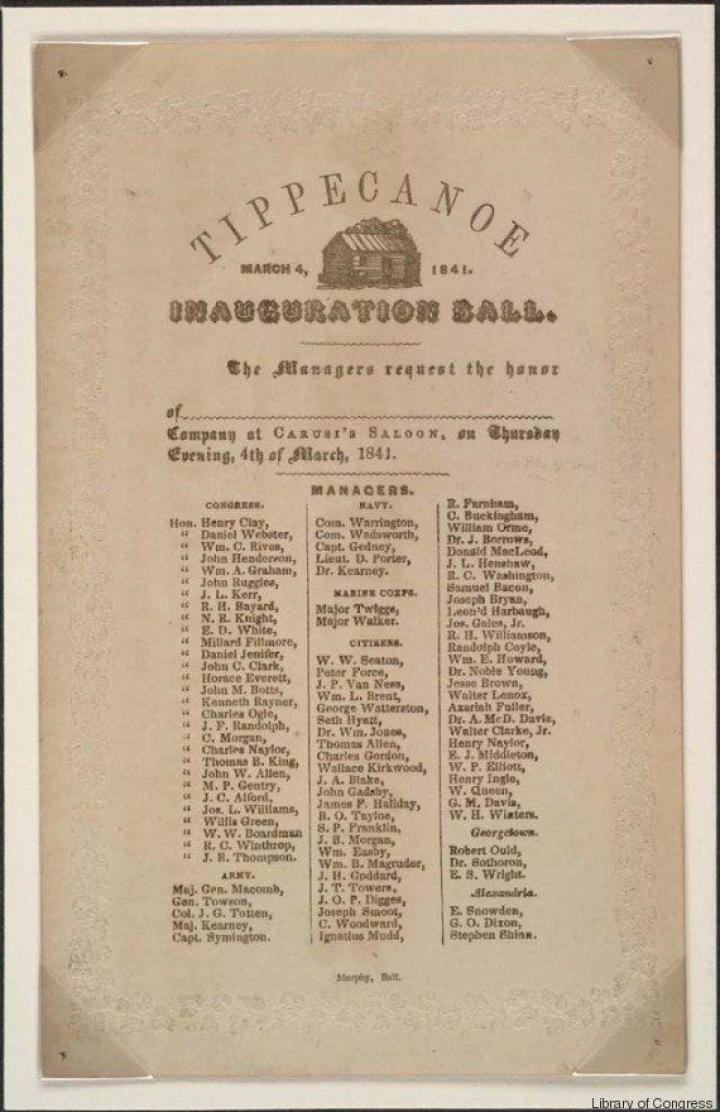 TIPPECANOE
MARCH 4, 1841.
INAUGURATION BALL.
The Managers request the honor
of
Company at CARUSI'S SALOON, on Thursday
Evening, 4th of March, 1841.
MANAGERS.
CONGRESS.
Hon. Henry Clay,
" Daniel Webster,
" Wm. C. Rives,
" John Henderson,
" Wm. A. Graham,
" John Ruggles,
" J. L. Kerr,
" R. H. Bayard,
" N. R. Knight,
" E. D. White,
" Millard Fillmore,
" Daniel Jenifer,
" John C. Clark,
" Horace Everett,
" John M. Botts,
" Kenneth Rayner,
" Charles Ogle,
" J. F. Randolph,
" C. Morgan,
" Charles Naylor,
" Thomas B. King,
" John W. Allen,
" M. P. Gentry,
" J. C. Alford,
" Jos. L. Williams,
" Willis Green,
" W. W. Boardman
" R. C. Winthrop,
" J. B. Thompson.
ARMY.
Maj. Gen. Macomb,
Gen. Towson,
Col. J. G. Totten,
Maj. Kearney,
Capt. Symington.
NAVY.
Com. Warrington,
Com. Wadsworth,
Capt. Gedney,
Lieut. D. Porter,
Dr. Kearney.
MARINE CORPS.
Major Twiggs,
Major Walker.
CITIZENS.
W. W. Seaton,
Peter Force,
J. P. Van Ness,
Wm. L. Brent,
George Watterston,
Seth Hyatt,
Dr. Wm. Jones,
Thomas Allen,
Charles Gordon,
Wallace Kirkwood,
J. A. Blake,
John Gadsby,
James F. Haliday,
B. O. Tayloe,
S. P. Franklin,
J. S. Morgan,
Wm. Easby,
Wm. B. Magruder,
J. H. Goddard,
J. T. Towers,
J. O. P. Digges,
Joseph Smoot,
C. Woodward,
Ignatius Mudd,
R. Farnham,
C. Buckingham,
William Orme,
Dr. J. Borrows,
Donald MacLeod,
J. L. Henshaw,
R. C. Washington,
Samuel Bacon,
Joseph Bryan,
Leon'd Harbaugh,
Jos. Gales, Jr.
R. H. Williamson,
Randolph Coyle,
Wm. E. Howard,
Dr. Noble Young,
Jesse Brown,
Walter Lenox,
Azariah Fuller,
Dr. A. McD. Davis,
Walter Clarke, Jr.
Henry Naylor,
E. J. Middleton,
W. P. Elliott,
Henry Ingle,
W. Queen,
G. M. Davis,
W. H. Winters.
Georgetown.
Robert Ould,
Dr. Sothoron,
E. S. Wright.
Alexandria.
E. Snowden,
G. O. Dixon,
Stephen Shinn.
Murphy, Balt.
Library of Congress